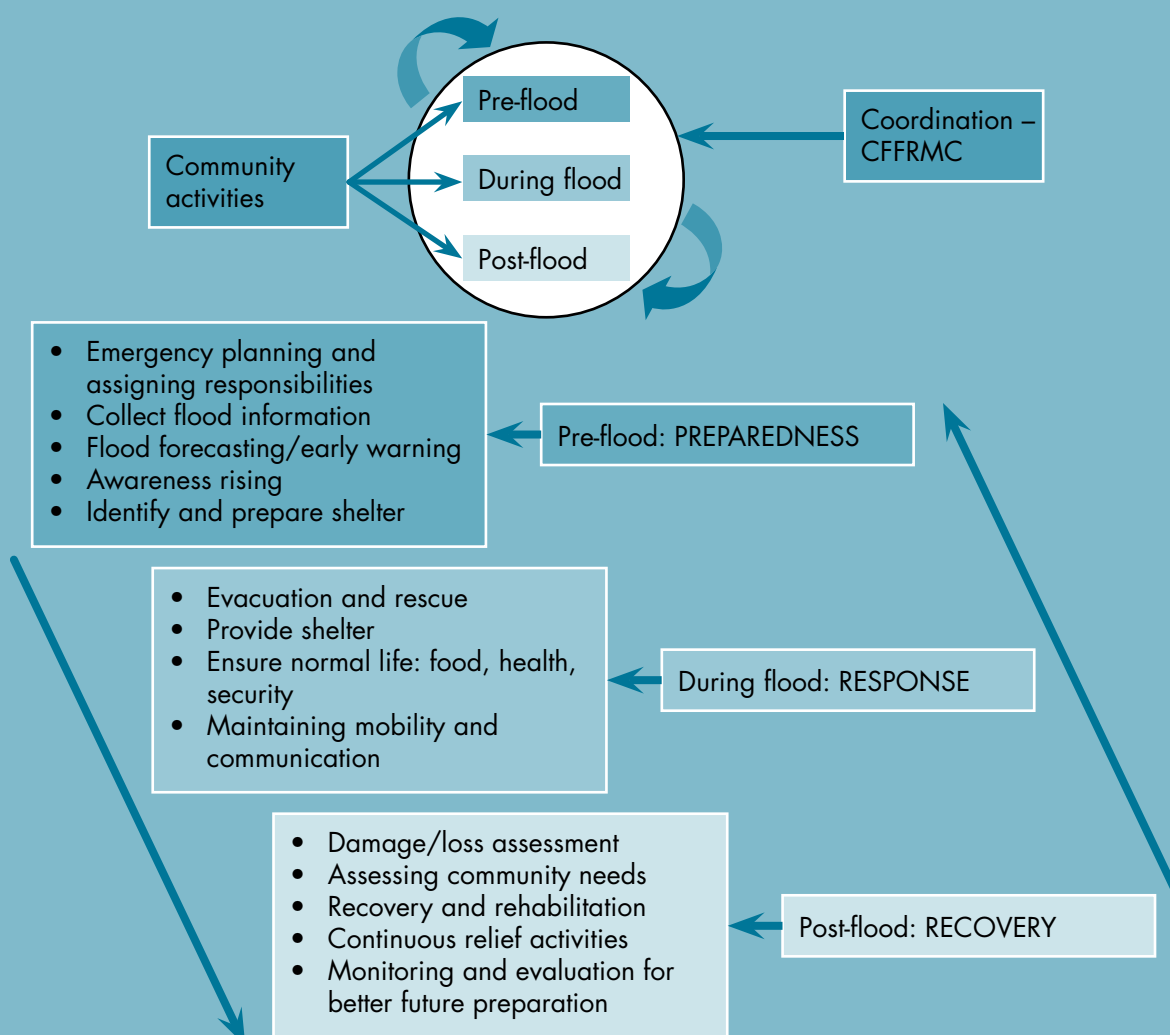 Pre-flood
Coordination –
CFFRMC
Community
activities
During flood
Post-flood
• Emergency planning and
assigning responsibilities
• Collect flood information
• Flood forecasting/early warning
• Awareness rising
• Identify and prepare shelter
Pre-flood: PREPAREDNESS
• Evacuation and rescue
• Provide shelter
• Ensure normal life: food, health,
security
• Maintaining mobility and
communication
During flood: RESPONSE
• Damage/loss assessment
• Assessing community needs
• Recovery and rehabilitation
• Continuous relief activities
• Monitoring and evaluation for
better future preparation
Post-flood: RECOVERY